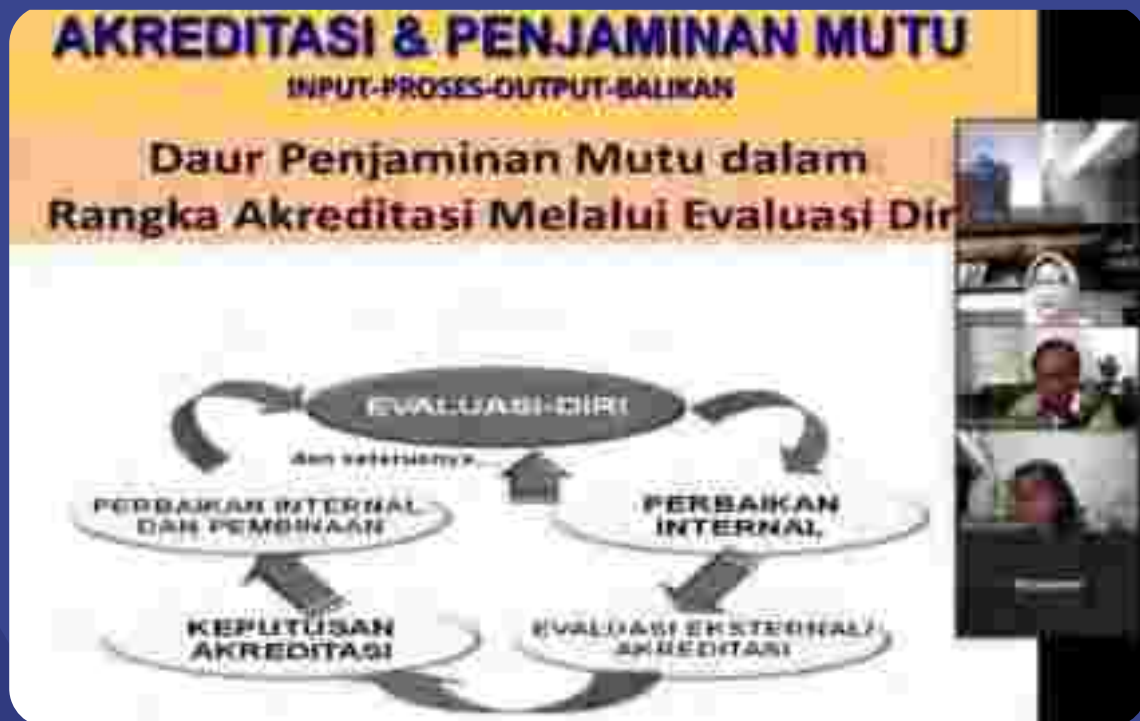 AKREDITASI & PENJAMINAN MUTU
INPUT-PROSES-OUTPUT-BALIKAN
Daur Penjaminan Mutu dalam
Rangka Akreditasi Melalui Evaluasi Dir
EVALUASI-DIRI
dan seterusnya...
PERBAIKAN INTERNAL
DAN PEMBINAAN
PERBAIKAN
INTERNAL
KEPUTUSAN
AKREDITASI
EVALUASI EKSTERNAL/
AKREDITASI